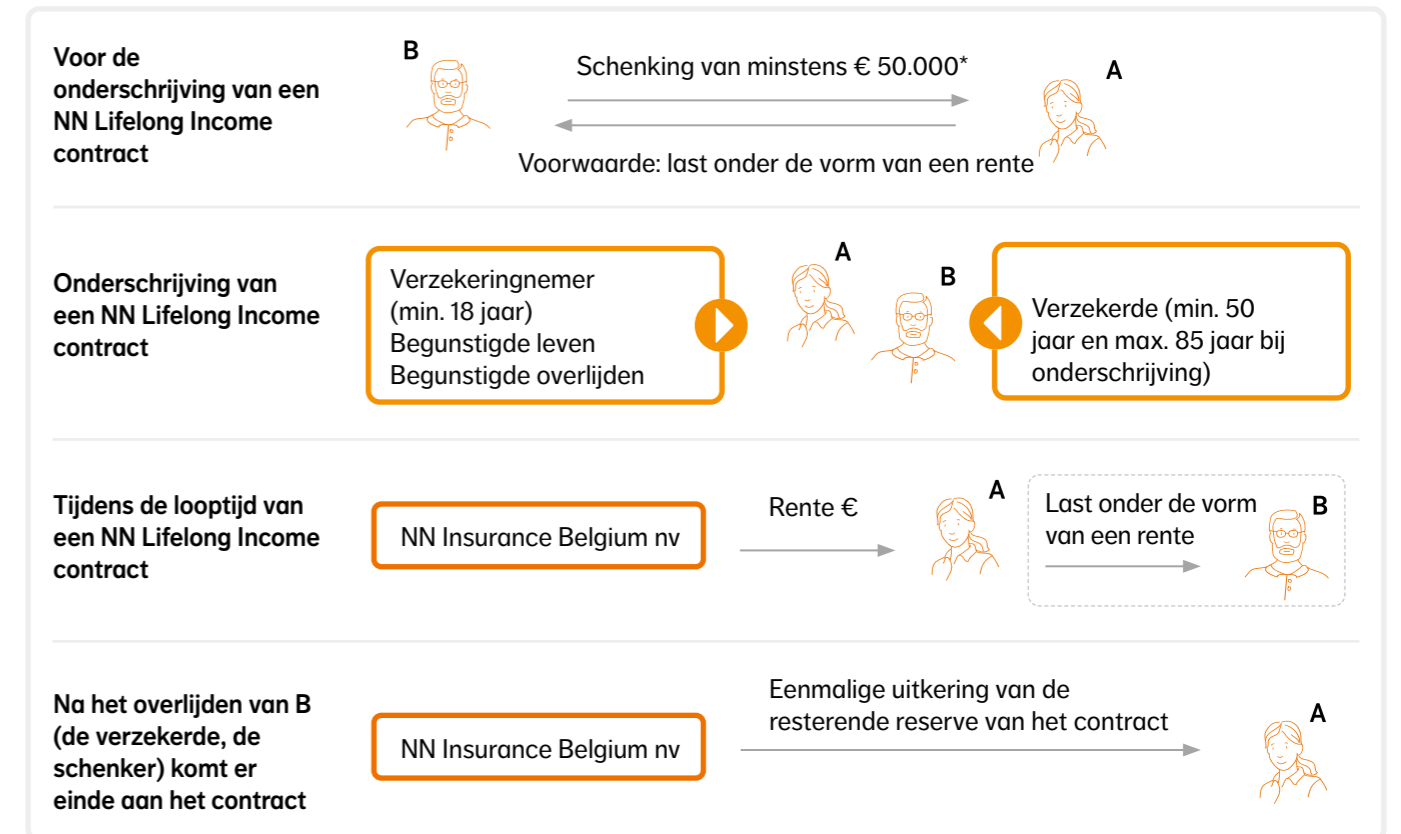 Voor de
onderschrijving van een
NN Lifelong Income
contract
B
Schenking van minstens € 50.000*
A
Voorwaarde: last onder de vorm van een rente
Onderschrijving van
een NN Lifelong Income
contract
Verzekeringnemer
(min. 18 jaar)
Begunstigde leven
Begunstigde overlijden
A
B
Verzekerde (min. 50
jaar en max. 85 jaar bij
onderschrijving)
Tijdens de looptijd van
een NN Lifelong Income
contract
NN Insurance Belgium nv
Rente €
A
Last onder de vorm
van een rente
B
Na het overlijden van B
(de verzekerde, de
schenker) komt er
einde aan het contract
NN Insurance Belgium nv
Eenmalige uitkering van de
resterende reserve van het contract
A